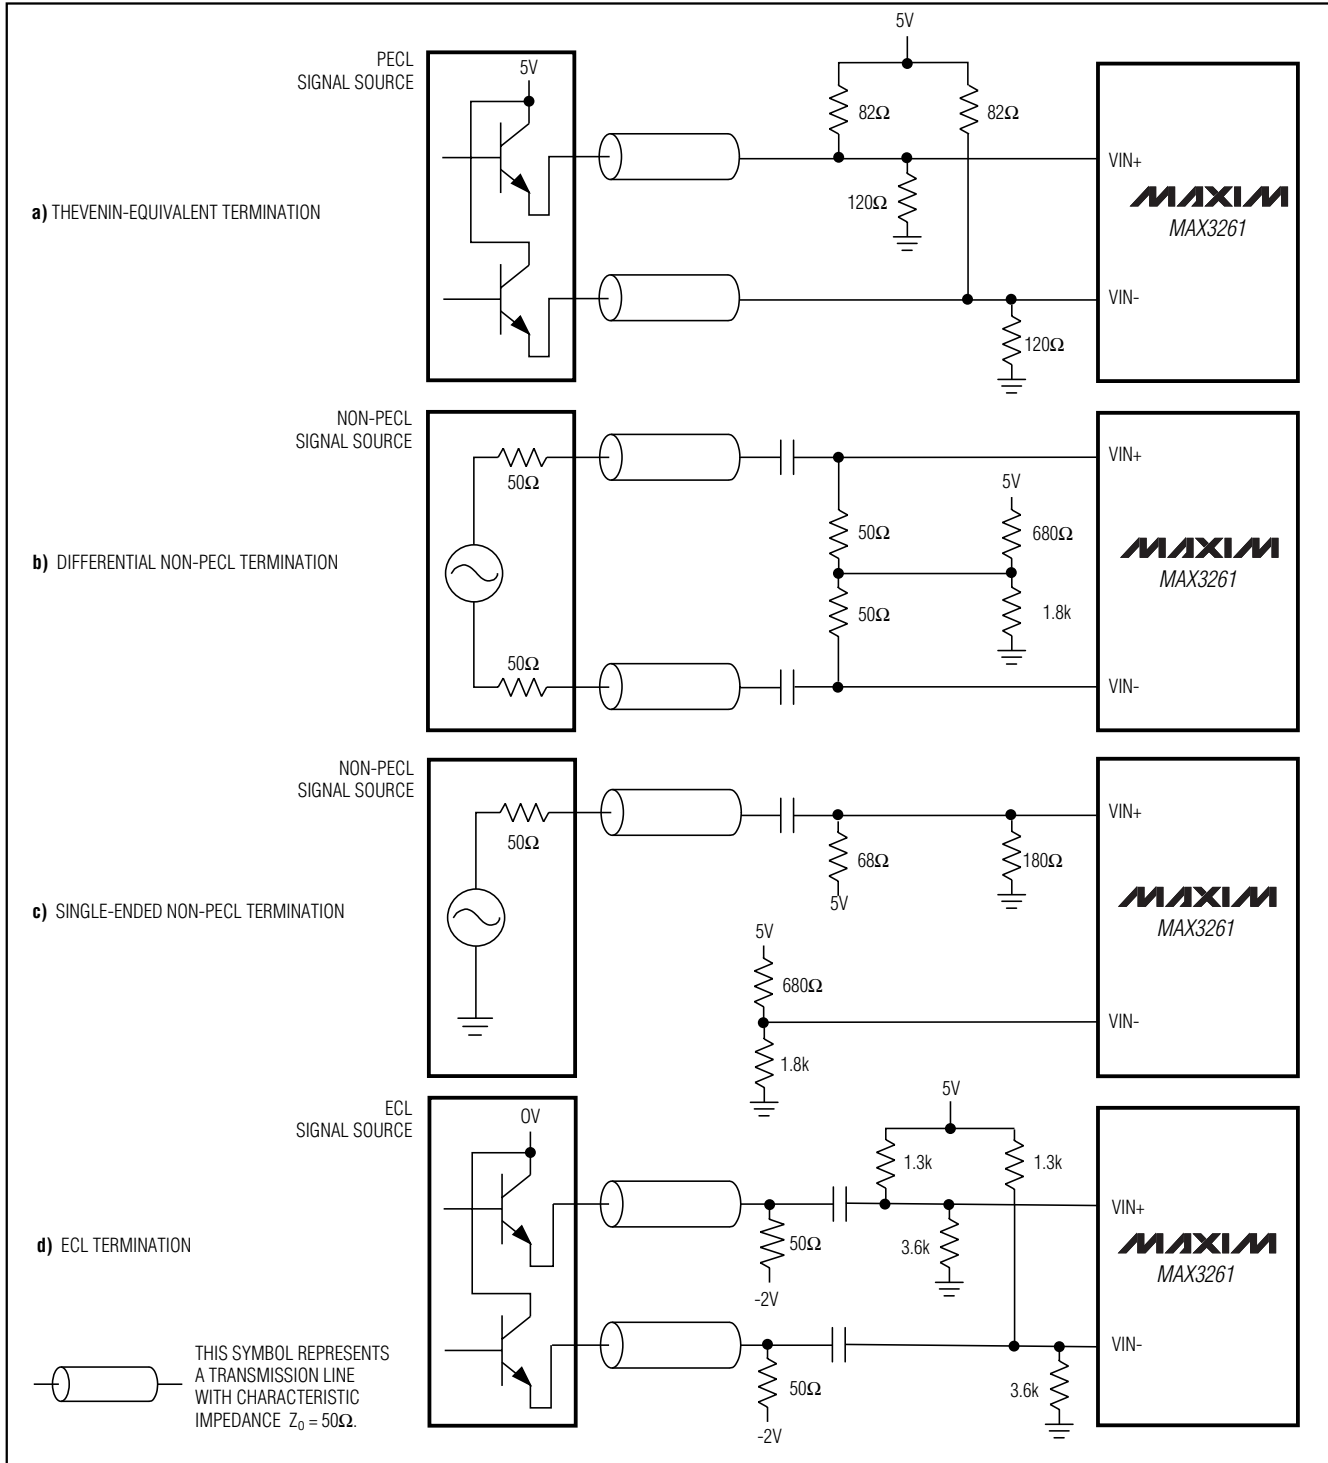 PECL
SIGNAL SOURCE
5V
5V
82Ω
82Ω
120Ω
120Ω
VIN+
MAXIM
MAX3261
VIN-
a) THEVENIN-EQUIVALENT TERMINATION
NON-PECL
SIGNAL SOURCE
50Ω
50Ω
50Ω
50Ω
5V
680Ω
1.8k
VIN+
MAXIM
MAX3261
VIN-
b) DIFFERENTIAL NON-PECL TERMINATION
NON-PECL
SIGNAL SOURCE
50Ω
68Ω
5V
180Ω
5V
680Ω
1.8k
VIN+
MAXIM
MAX3261
VIN-
c) SINGLE-ENDED NON-PECL TERMINATION
ECL
SIGNAL SOURCE
0V
5V
1.3k
1.3k
50Ω
-2V
3.6k
50Ω
-2V
3.6k
VIN+
MAXIM
MAX3261
VIN-
d) ECL TERMINATION
THIS SYMBOL REPRESENTS
A TRANSMISSION LINE
WITH CHARACTERISTIC
IMPEDANCE Z0 = 50Ω.